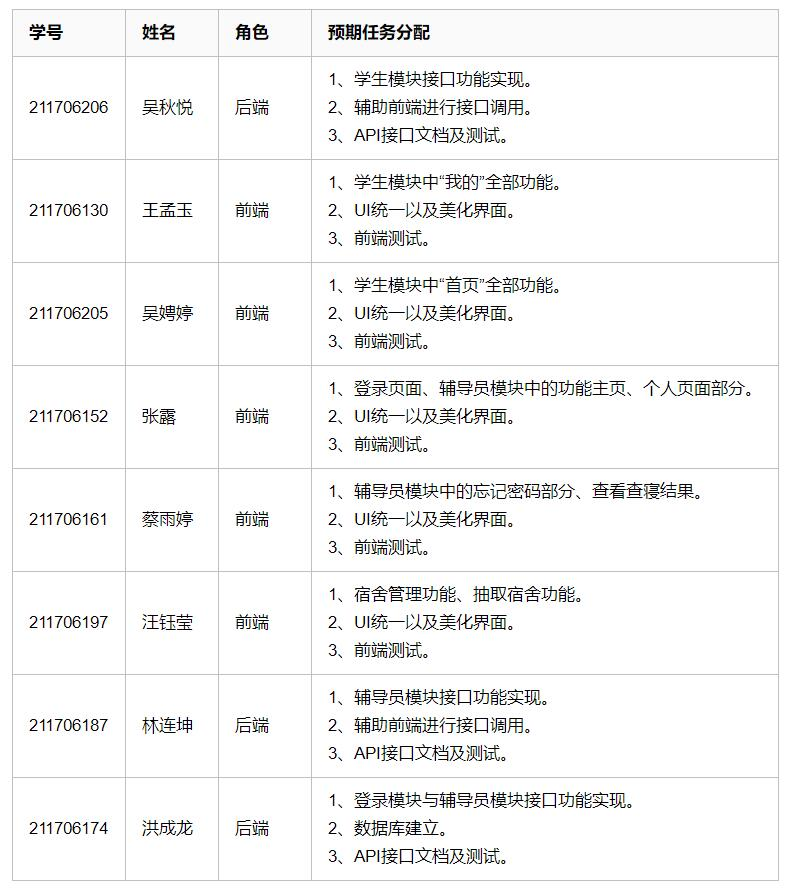 学号 姓名 角色 预期任务分配
1、学生模块接口功能实现。
211706206 吴秋悦 后端 2、辅助前端进行接口调用。
3、API接口文档及测试。
1、学生模块中“我的”全部功能。
211706130 王孟玉 前端 2、UI统一以及美化界面。
3、前端测试。
1、学生模块中“首页”全部功能。
211706205 吴娉婷 前端 2、UI统一以及美化界面。
3、前端测试。
1、登录页面、辅导员模块中的功能主页、个人页面部分。
211706152 张露 前端 2、UI统一以及美化界面。
3、前端测试。
1、辅导员模块中的忘记密码部分、查看查寝结果。
211706161 蔡雨婷 前端 2、UI统一以及美化界面。
3、前端测试。
1、宿舍管理功能、抽取宿舍功能。
211706197 汪钰莹 前端 2、UI统一以及美化界面。
3、前端测试。
1、辅导员模块接口功能实现。
211706187 林连坤 后端 2、辅助前端进行接口调用。
3、API接口文档及测试。
1、登录模块与辅导员模块接口功能实现。
211706174 洪成龙 后端 2、数据库建立。
3、API接口文档及测试。